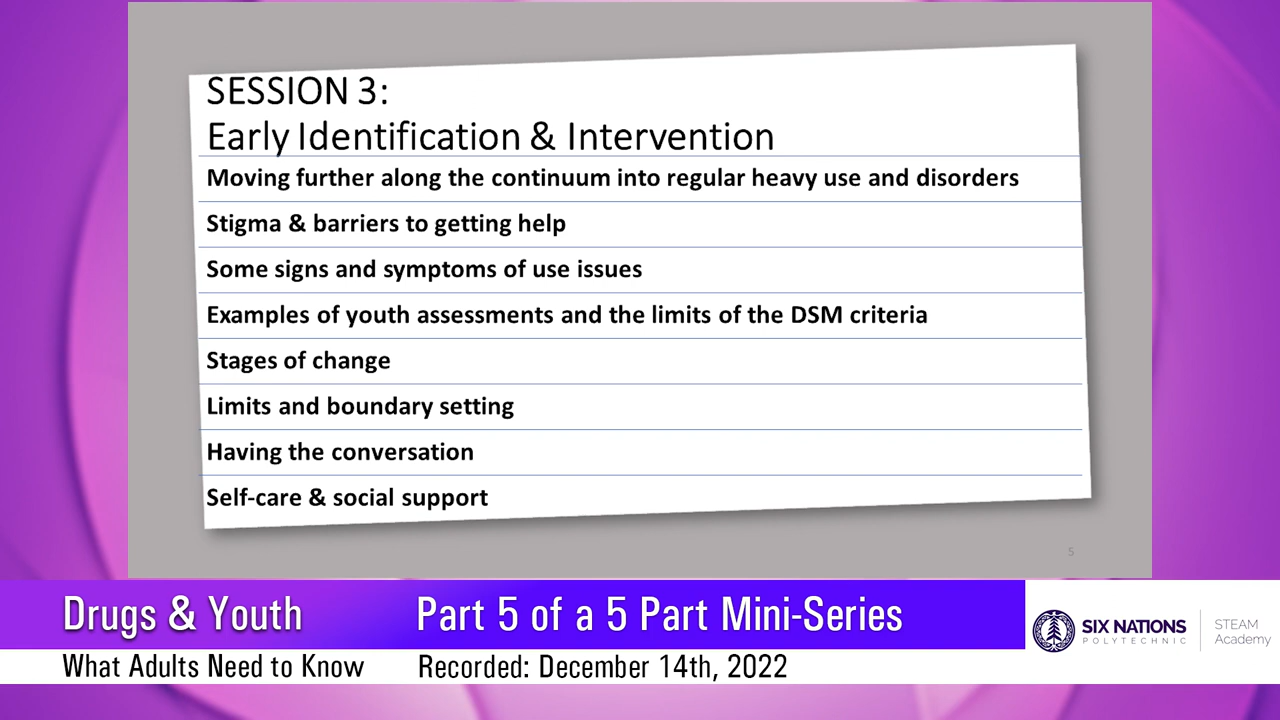 SESSION 3:
Early Identification & Intervention
Moving further along the continuum into regular heavy use and disorders
Stigma & barriers to getting help
Some signs and symptoms of use issues
Examples of youth assessments and the limits of the DSM criteria
Stages of change
Limits and boundary setting
Having the conversation
Self-care & social support
5
Drugs & Youth
Part 5 of a 5 Part Mini-Series
What Adults Need to Know
Recorded: December 14th, 2022
SIX NATIONS
POLYTECHNIC
STEAM
Academy